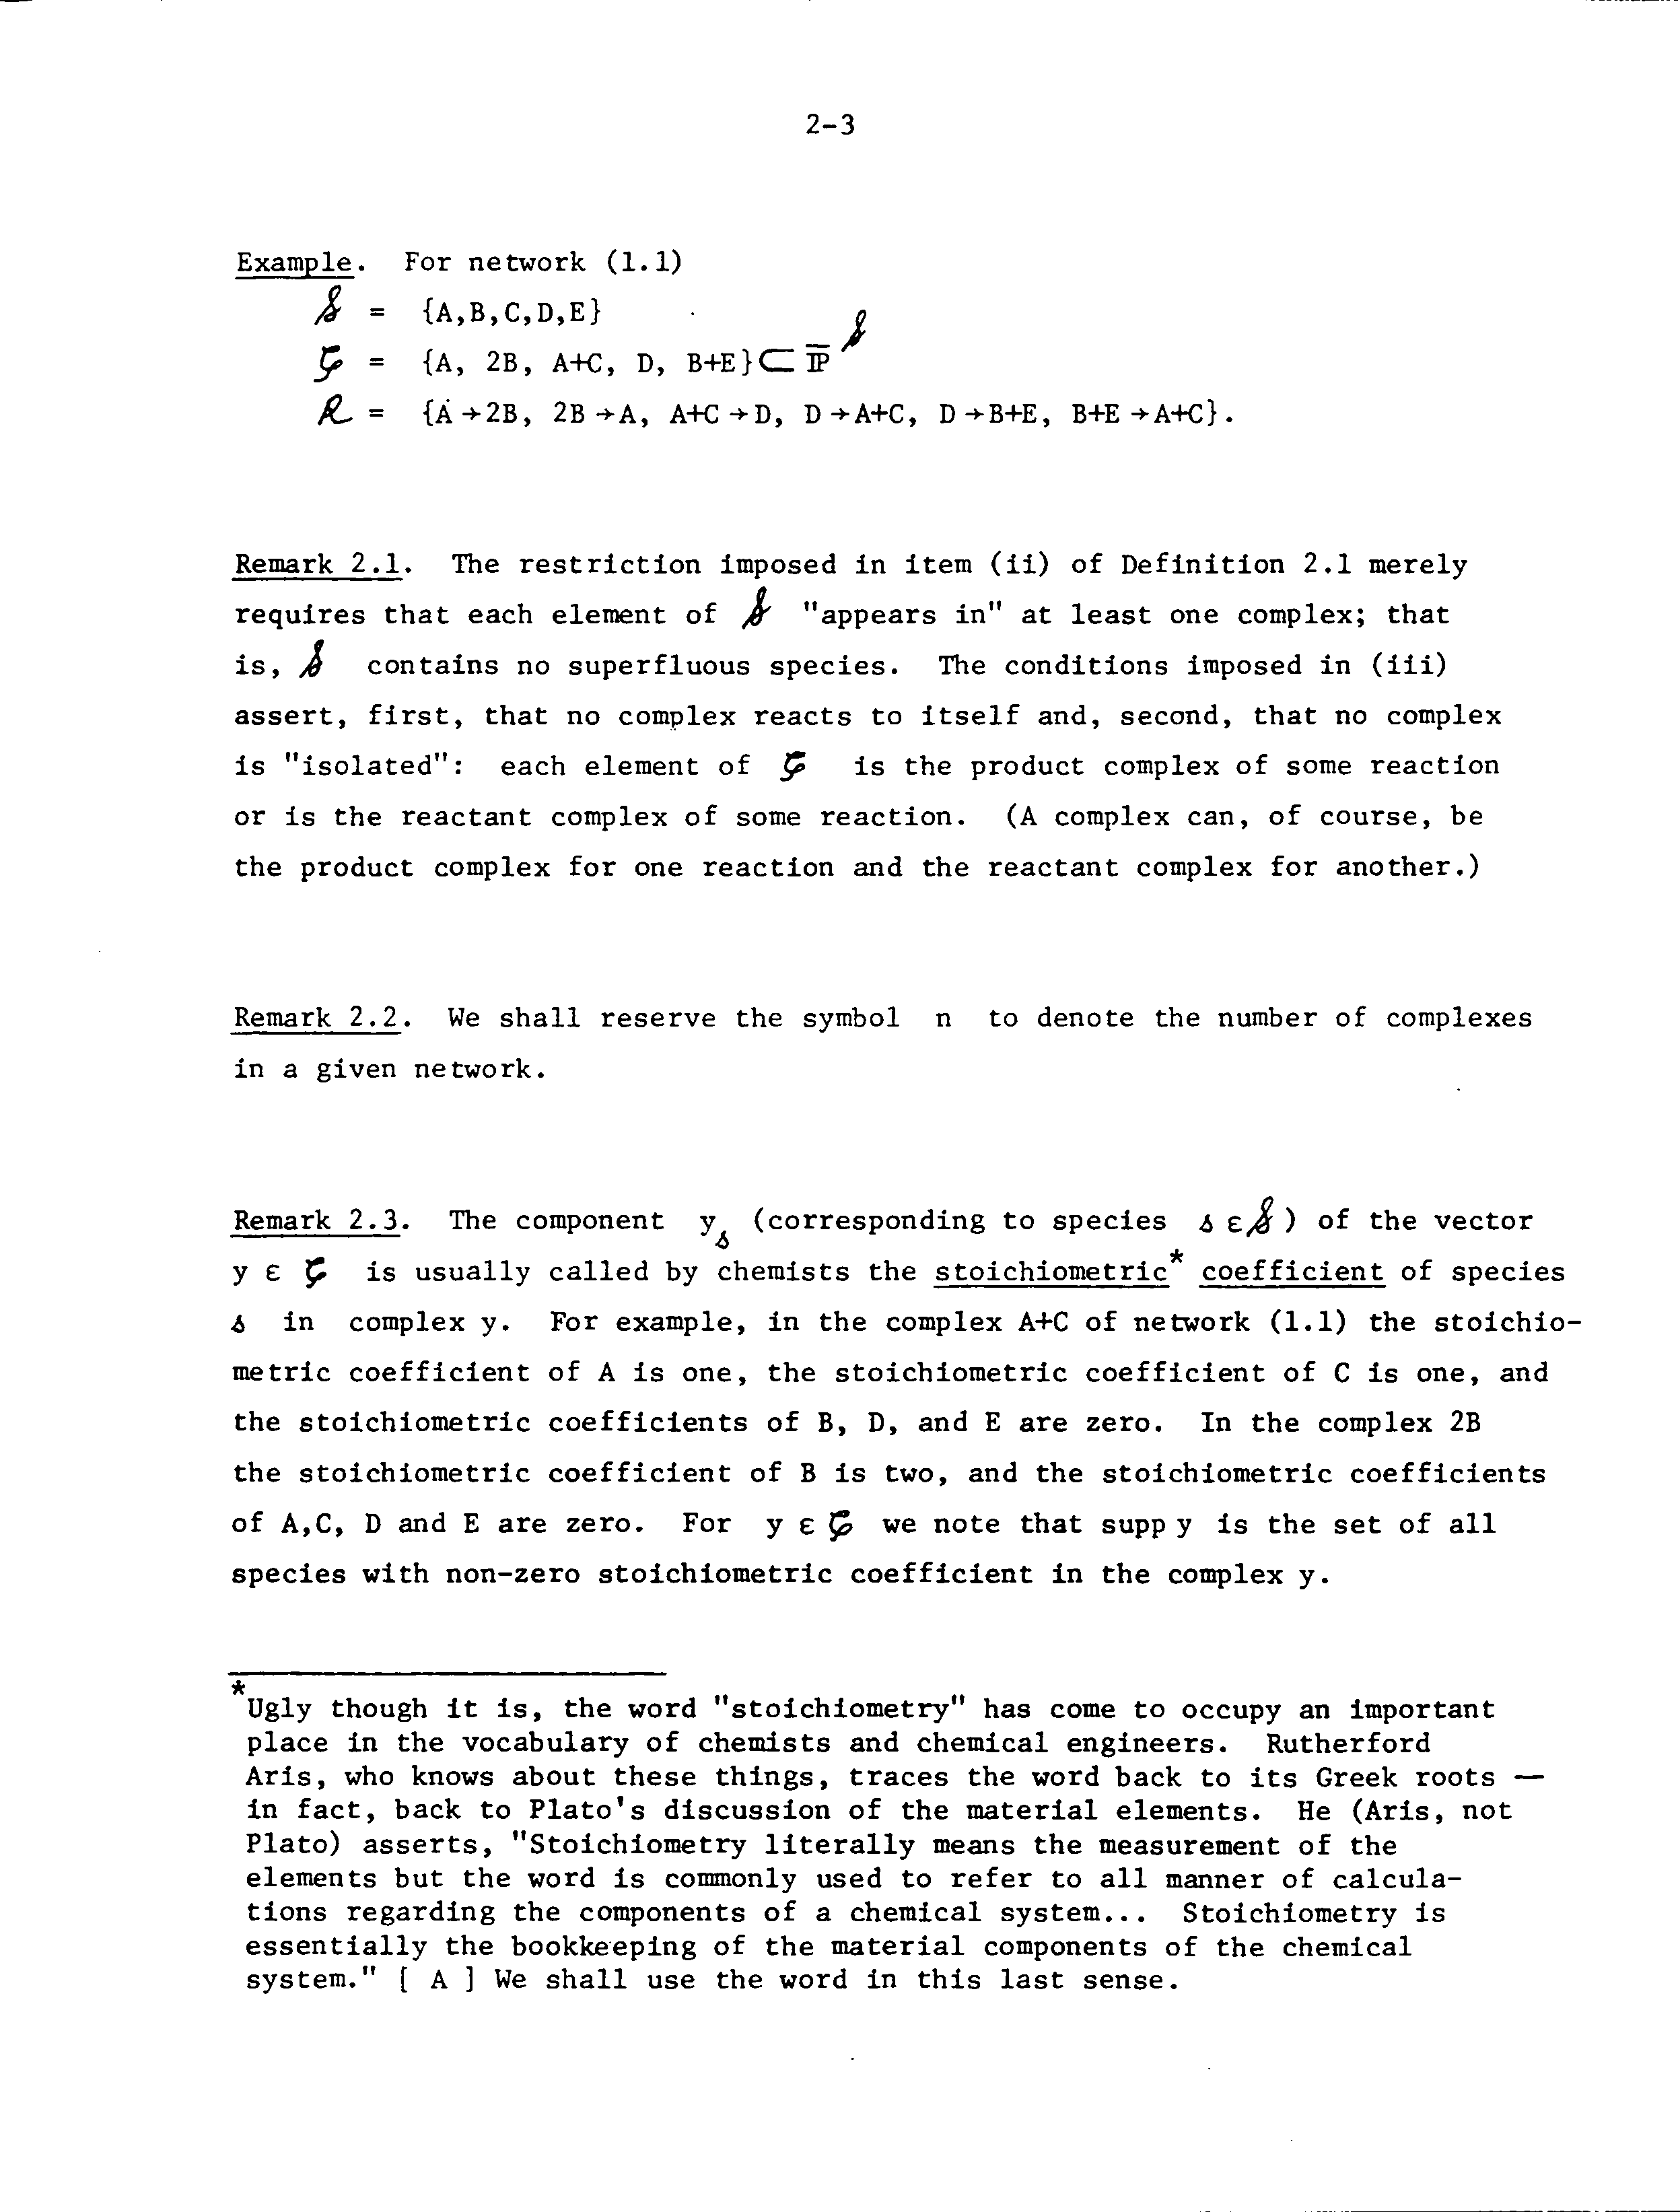 2-3
Example. For network (1.1)
𝒮 = {A,B,C,D,E}
𝒞 = {A, 2B, A+C, D, B+E} ⊂ ℙ̅^𝒮
ℛ = {A→2B, 2B→A, A+C→D, D→A+C, D→B+E, B+E→A+C}.
Remark 2.1. The restriction imposed in item (ii) of Definition 2.1 merely
requires that each element of 𝒮 "appears in" at least one complex; that
is, 𝒮 contains no superfluous species. The conditions imposed in (iii)
assert, first, that no complex reacts to itself and, second, that no complex
is "isolated": each element of 𝒞 is the product complex of some reaction
or is the reactant complex of some reaction. (A complex can, of course, be
the product complex for one reaction and the reactant complex for another.)
Remark 2.2. We shall reserve the symbol n to denote the number of complexes
in a given network.
Remark 2.3. The component y_𝓈 (corresponding to species 𝓈 ε 𝒮) of the vector
y ε 𝒞 is usually called by chemists the stoichiometric* coefficient of species
𝓈 in complex y. For example, in the complex A+C of network (1.1) the stoichio-
metric coefficient of A is one, the stoichiometric coefficient of C is one, and
the stoichiometric coefficients of B, D, and E are zero. In the complex 2B
the stoichiometric coefficient of B is two, and the stoichiometric coefficients
of A,C, D and E are zero. For y ε 𝒞 we note that supp y is the set of all
species with non-zero stoichiometric coefficient in the complex y.
*Ugly though it is, the word "stoichiometry" has come to occupy an important
place in the vocabulary of chemists and chemical engineers. Rutherford
Aris, who knows about these things, traces the word back to its Greek roots —
in fact, back to Plato's discussion of the material elements. He (Aris, not
Plato) asserts, "Stoichiometry literally means the measurement of the
elements but the word is commonly used to refer to all manner of calcula-
tions regarding the components of a chemical system... Stoichiometry is
essentially the bookkeeping of the material components of the chemical
system." [ A ] We shall use the word in this last sense.